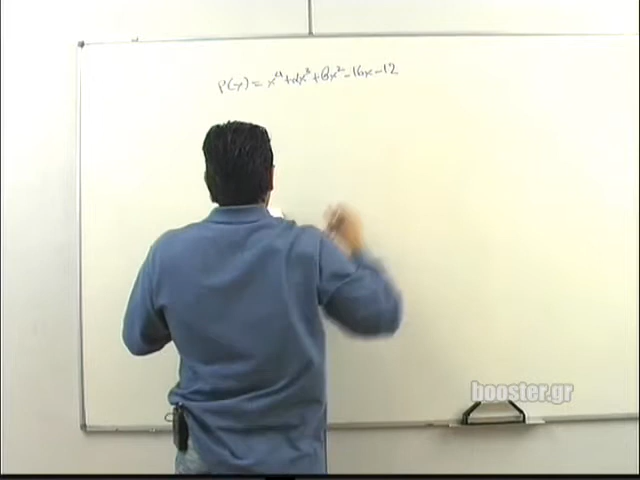 P(x) = x⁴ + αx³ + βx² - 16x - 12
booster.gr